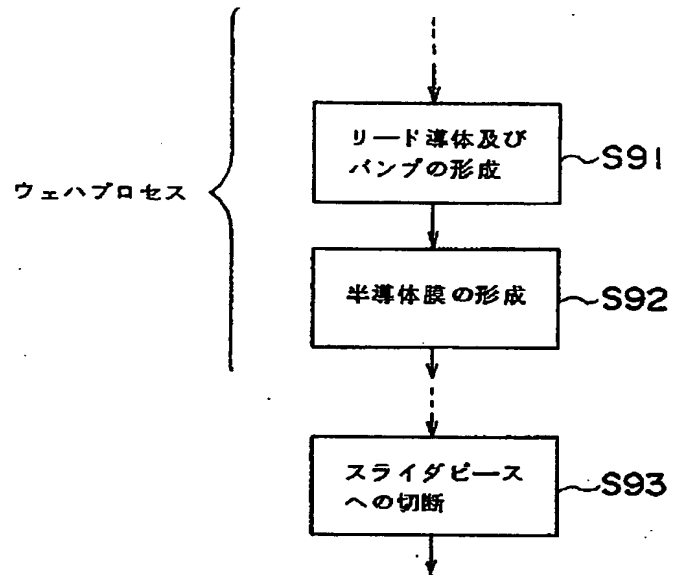 リード導体及び
バンプの形成
S91
ウェハプロセス
半導体膜の形成
S92
スライダピース
への切断
S93